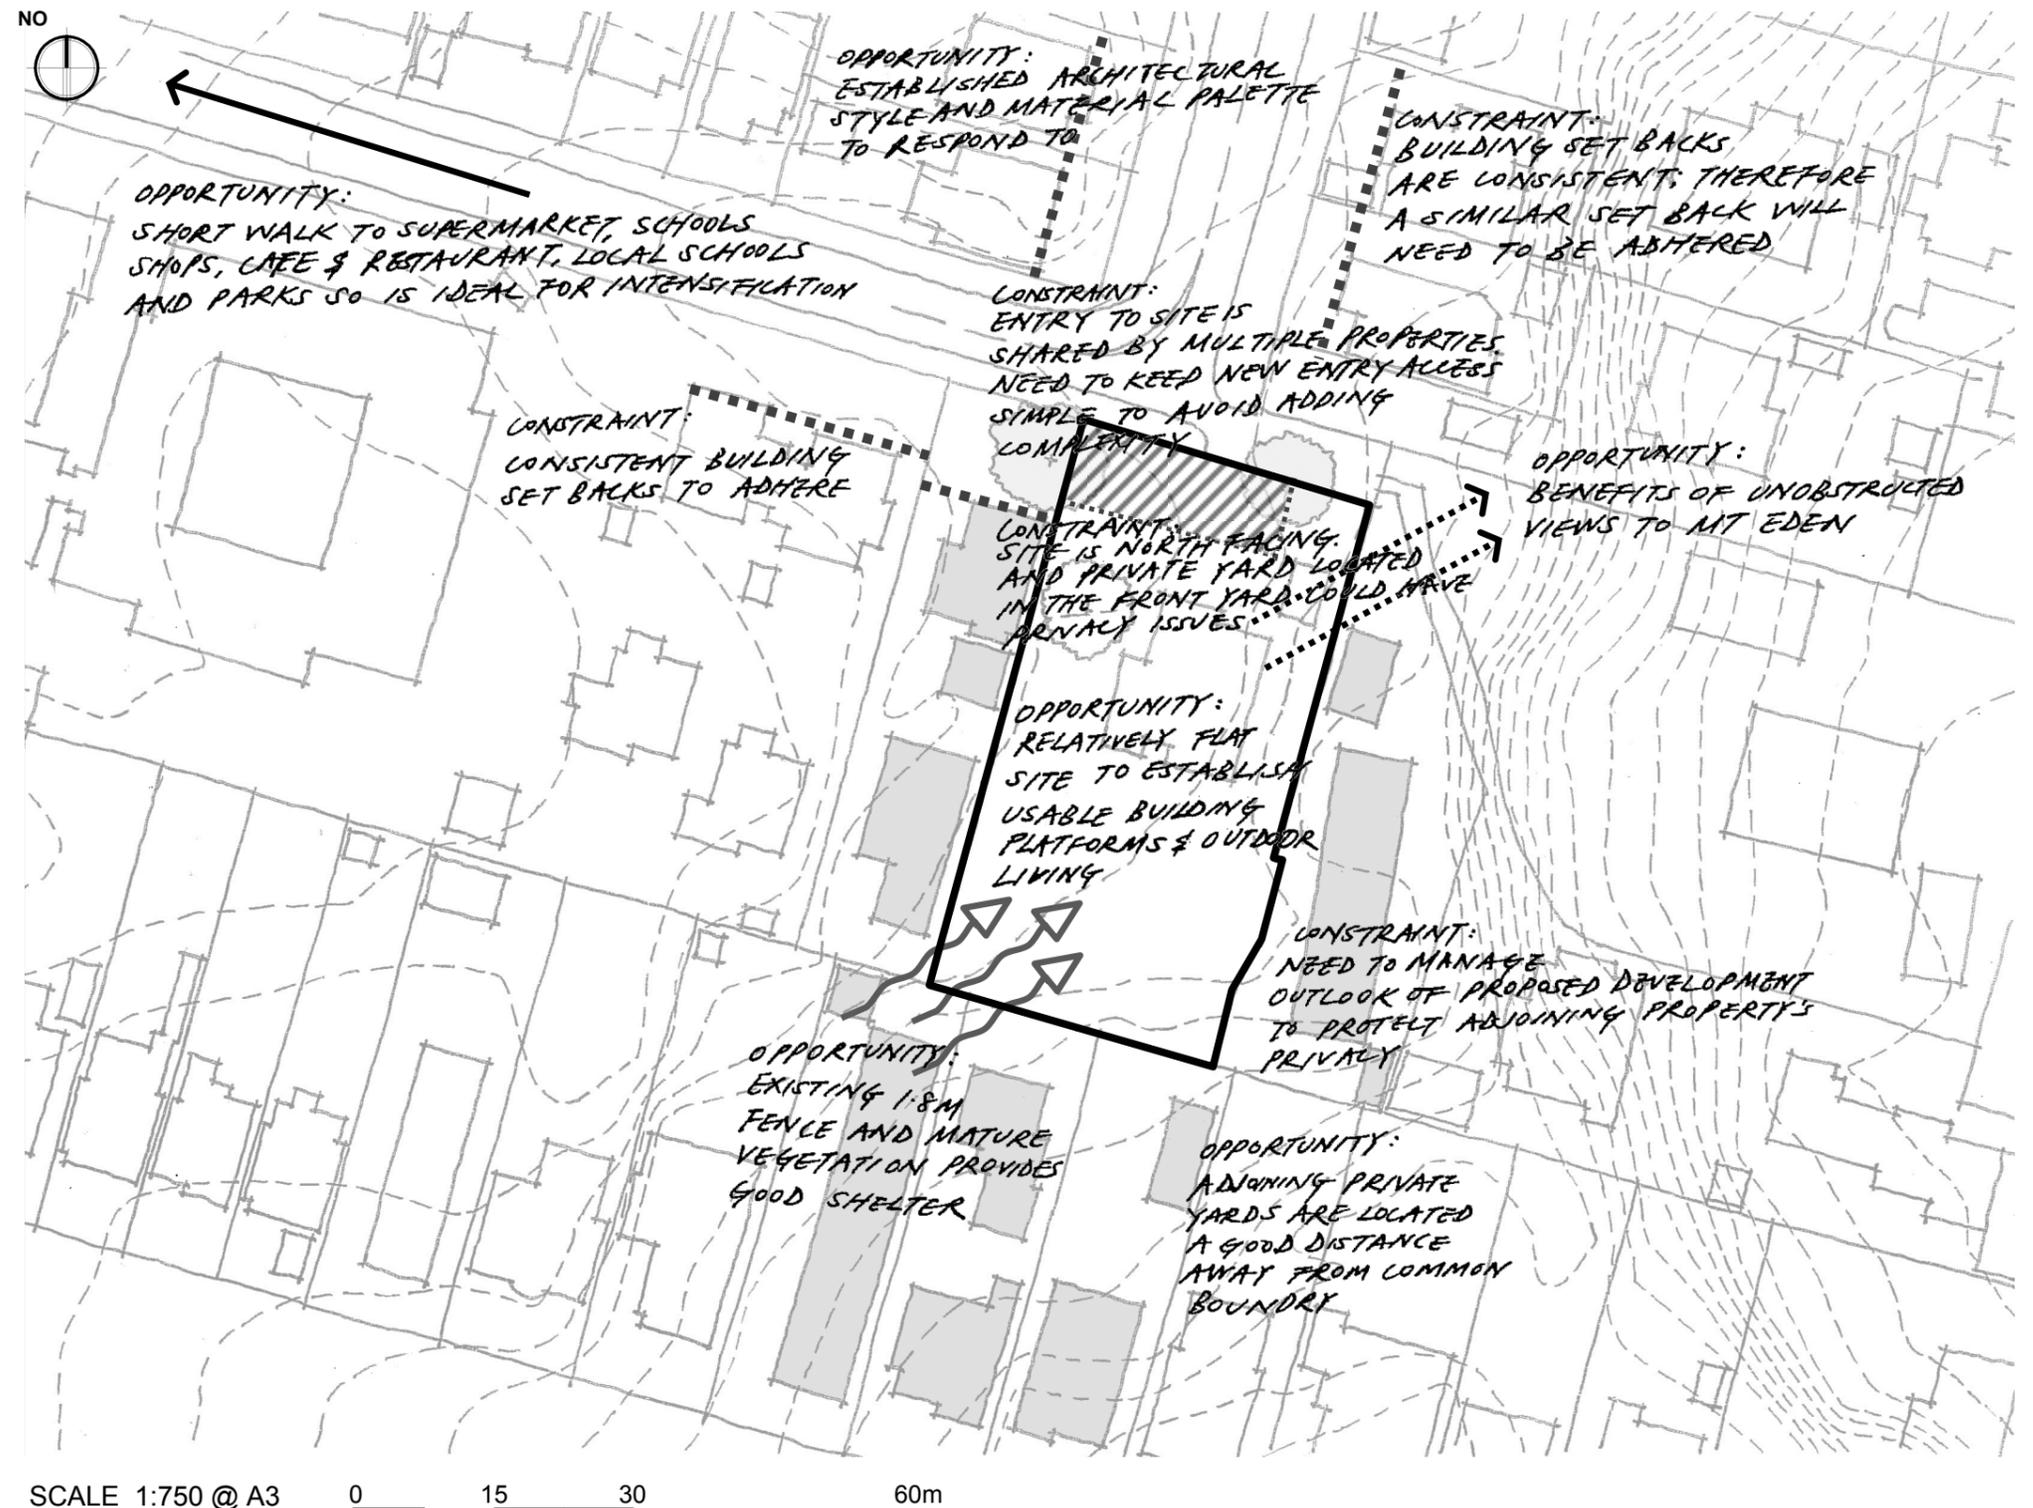 NO
OPPORTUNITY:
ESTABLISHED ARCHITECTURAL
STYLE AND MATERIAL PALETTE
TO RESPOND TO
CONSTRAINT:
BUILDING SET BACKS
ARE CONSISTENT; THEREFORE
A SIMILAR SET BACK WILL
NEED TO BE ADHERED
OPPORTUNITY:
SHORT WALK TO SUPERMARKET, SCHOOLS
SHOPS, CAFE & RESTAURANT, LOCAL SCHOOLS
AND PARKS SO IS IDEAL FOR INTENSIFICATION
CONSTRAINT:
ENTRY TO SITE IS
SHARED BY MULTIPLE PROPERTIES.
NEED TO KEEP NEW ENTRY ACCESS
SIMPLE TO AVOID ADDING
COMPLEXITY
CONSTRAINT:
CONSISTENT BUILDING
SET BACKS TO ADHERE
OPPORTUNITY:
BENEFITS OF UNOBSTRUCTED
VIEWS TO MT EDEN
CONSTRAINT:
SITE IS NORTH FACING.
AND PRIVATE YARD LOCATED
IN THE FRONT YARD COULD HAVE
PRIVACY ISSUES
OPPORTUNITY:
RELATIVELY FLAT
SITE TO ESTABLISH
USABLE BUILDING
PLATFORMS & OUTDOOR
LIVING
CONSTRAINT:
NEED TO MANAGE
OUTLOOK OF PROPOSED DEVELOPMENT
TO PROTECT ADJOINING PROPERTY'S
PRIVACY
OPPORTUNITY:
EXISTING 1.8M
FENCE AND MATURE
VEGETATION PROVIDES
GOOD SHELTER
OPPORTUNITY:
ADJONING PRIVATE
YARDS ARE LOCATED
A GOOD DISTANCE
AWAY FROM COMMON
BOUNDRY
SCALE 1:750 @ A3 0 15 30 60m